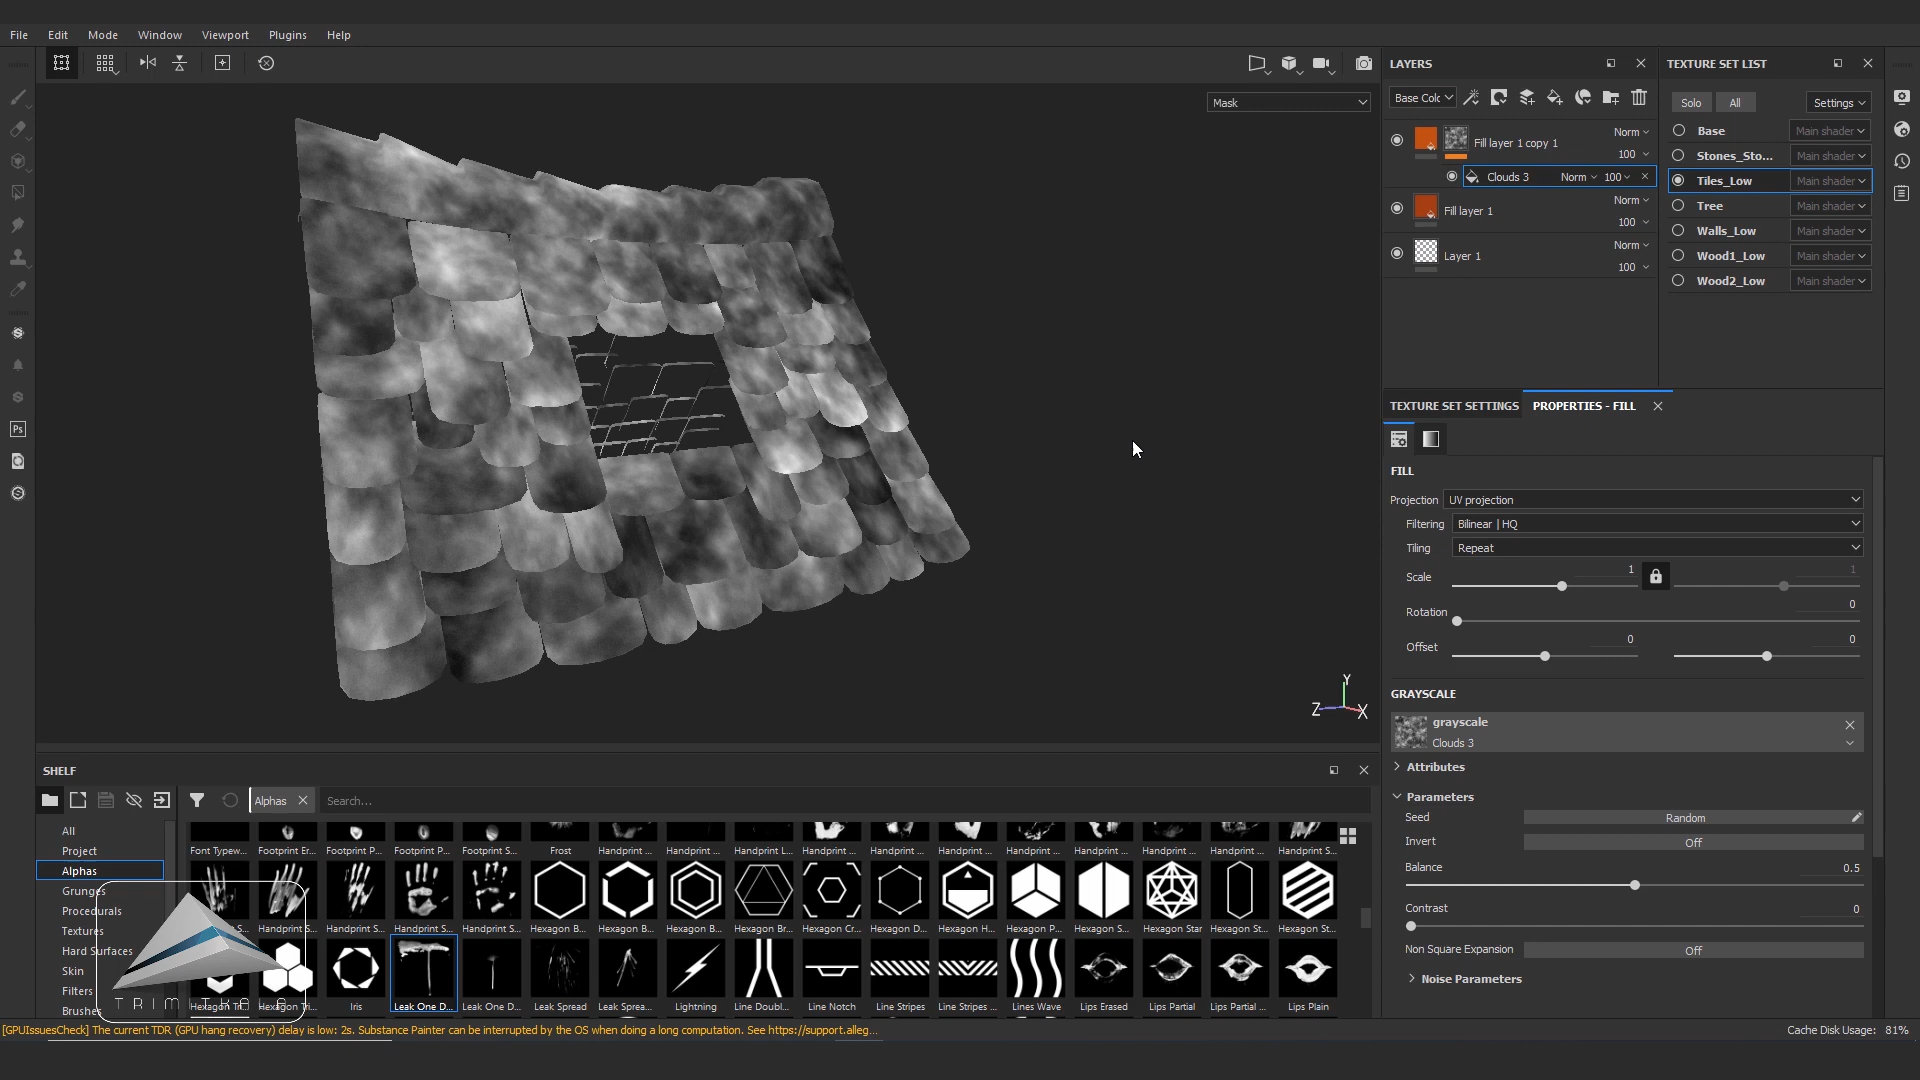 File Edit Mode Window Viewport Plugins Help
Mask
LAYERS
Base Colc
Fill layer 1 copy 1
Norm
100
Clouds 3 Norm 100
Fill layer 1
Norm
100
Layer 1
Norm
100
TEXTURE SET LIST
Solo All Settings
Base Main shader
Stones_Sto... Main shader
Tiles_Low Main shader
Tree Main shader
Walls_Low Main shader
Wood1_Low Main shader
Wood2_Low Main shader
TEXTURE SET SETTINGS PROPERTIES - FILL
FILL
Projection UV projection
Filtering Bilinear | HQ
Tiling Repeat
Scale 1 1
Rotation 0
Offset 0 0
GRAYSCALE
grayscale
Clouds 3
Attributes
Parameters
Seed Random
Invert Off
Balance 0.5
Contrast 0
Non Square Expansion Off
Noise Parameters
Y
Z X
Ps
SHELF
Alphas Search...
All
Project
Alphas
Grunges
Procedurals
Textures
Hard Surfaces
Skin
Filters
Brushes
Font Typew... Footprint Er... Footprint P... Footprint P... Footprint S... Frost Handprint ... Handprint ... Handprint L... Handprint ... Handprint ... Handprint ... Handprint ... Handprint ... Handprint ... Handprint ... Handprint S...
Handprint S... Handprint S... Handprint S... Handprint S... Hexagon B... Hexagon B... Hexagon B... Hexagon Br... Hexagon Cr... Hexagon D... Hexagon H... Hexagon P... Hexagon S... Hexagon Star Hexagon St... Hexagon St...
Hexagon Tri... Hexagon Tri... Iris Leak One D... Leak One D... Leak Spread Leak Sprea... Lightning Line Doubl... Line Notch Line Stripes Line Stripes ... Lines Wave Lips Erased Lips Partial Lips Partial ... Lips Plain
[GPUIssuesCheck] The current TDR (GPU hang recovery) delay is low: 2s. Substance Painter can be interrupted by the OS when doing a long computation. See https://support.alleg...
Cache Disk Usage: 81%